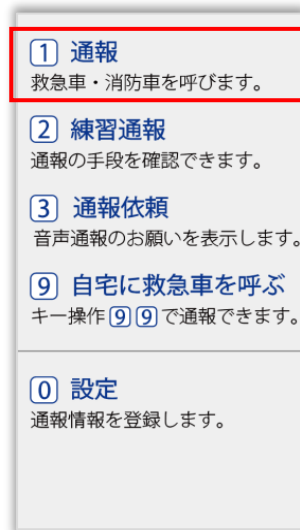 1 通報
救急車・消防車を呼びます。
2 練習通報
通報の手段を確認できます。
3 通報依頼
音声通報のお願いを表示します。
9 自宅に救急車を呼ぶ
キー操作99で通報できます。
0 設定
通報情報を登録します。